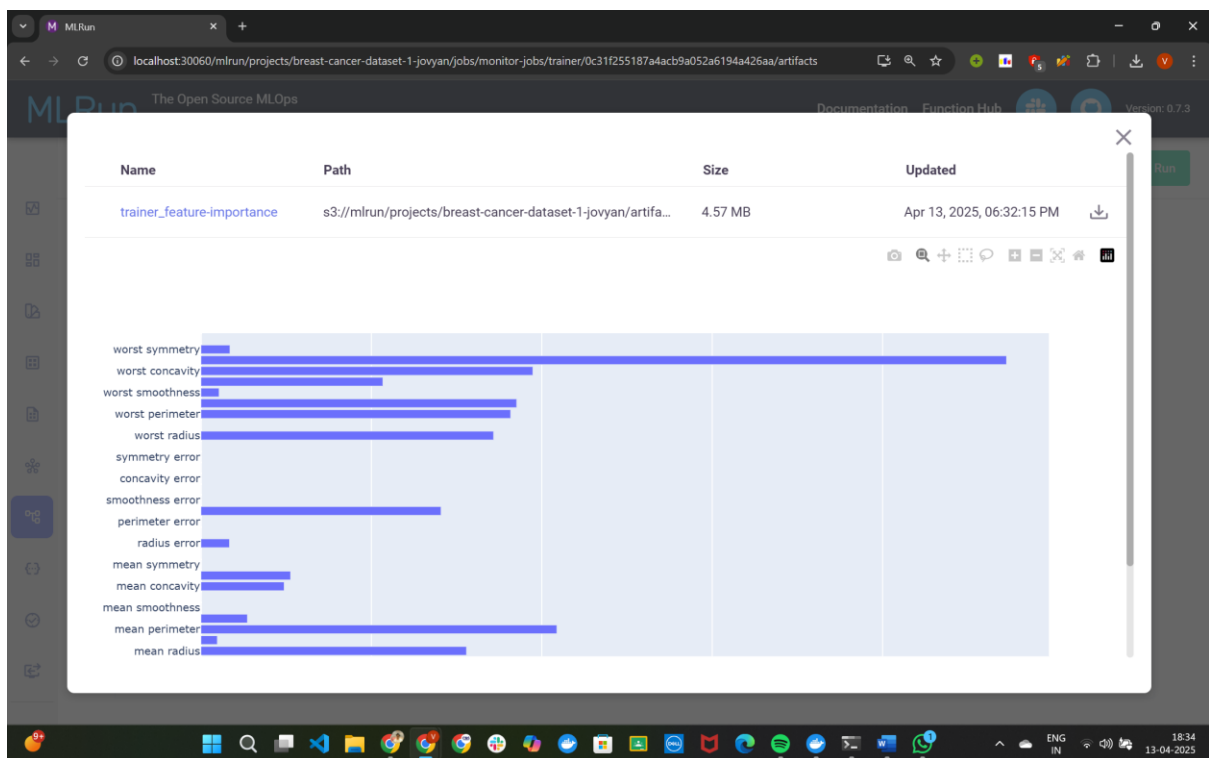 MLRun
localhost:30060/mlrun/projects/breast-cancer-dataset-1-jovyan/jobs/monitor-jobs/trainer/0c31f255187a4acb9a052a6194a426aa/artifacts
MLRun The Open Source MLOps Documentation Function Hub Version: 0.7.3
Run
Name Path Size Updated
trainer_feature-importance s3://mlrun/projects/breast-cancer-dataset-1-jovyan/artifa... 4.57 MB Apr 13, 2025, 06:32:15 PM
worst symmetry
worst concavity
worst smoothness
worst perimeter
worst radius
symmetry error
concavity error
smoothness error
perimeter error
radius error
mean symmetry
mean concavity
mean smoothness
mean perimeter
mean radius
9+
ENG
IN
18:34
13-04-2025